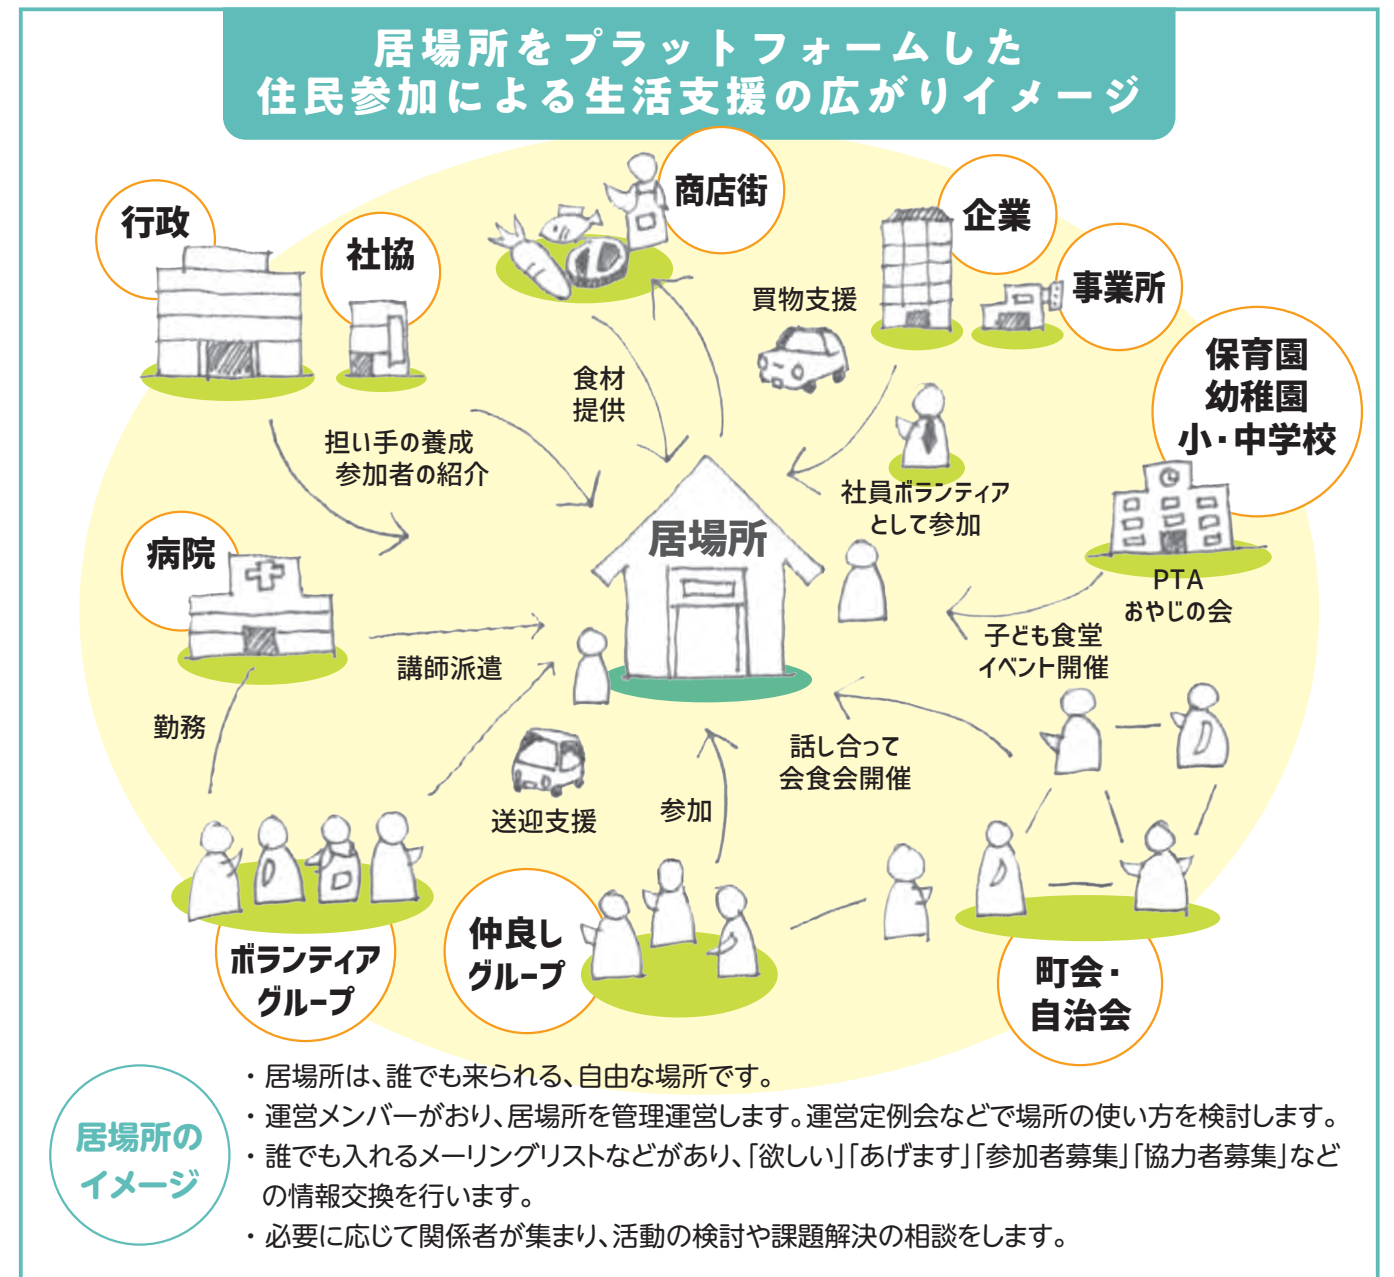 居場所をプラットフォームした
住民参加による生活支援の広がりイメージ
行政
社協
商店街
企業
事業所
保育園
幼稚園
小・中学校
買物支援
食材
提供
担い手の養成
参加者の紹介
社員ボランティア
として参加
病院
居場所
PTA
おやじの会
子ども食堂
イベント開催
講師派遣
勤務
話し合って
会食会開催
送迎支援
参加
ボランティア
グループ
仲良し
グループ
町会・
自治会
居場所の
イメージ
・居場所は、誰でも来られる、自由な場所です。
・運営メンバーがおり、居場所を管理運営します。運営定例会などで場所の使い方を検討します。
・誰でも入れるメーリングリストなどがあり、「欲しい」「あげます」「参加者募集」「協力者募集」など
の情報交換を行います。
・必要に応じて関係者が集まり、活動の検討や課題解決の相談をします。